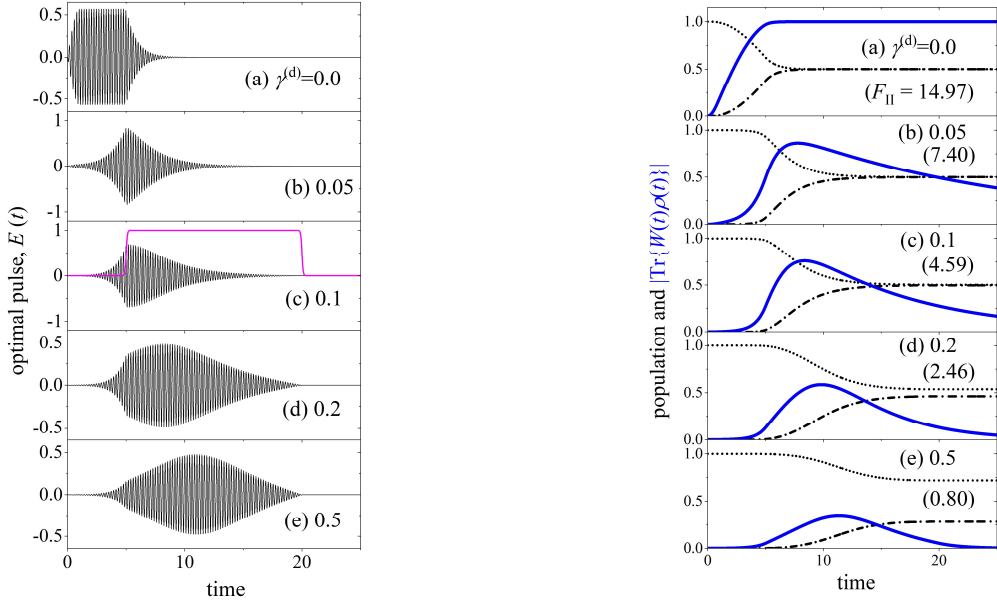 optimal pulse, E (t)
0.5
0.0
-0.5
(a) γ^(d)=0.0
1
0
-1
(b) 0.05
1
0
-1
(c) 0.1
0.5
0.0
-0.5
(d) 0.2
0.5
0.0
-0.5
(e) 0.5
0 10 20
time
population and |Tr{W(t)ρ(t)}|
1.0
0.5
0.0
(a) γ^(d)=0.0
(F_II = 14.97)
1.0
0.5
0.0
(b) 0.05
(7.40)
1.0
0.5
0.0
(c) 0.1
(4.59)
1.0
0.5
0.0
(d) 0.2
(2.46)
1.0
0.5
0.0
(e) 0.5
(0.80)
0 10 20
time